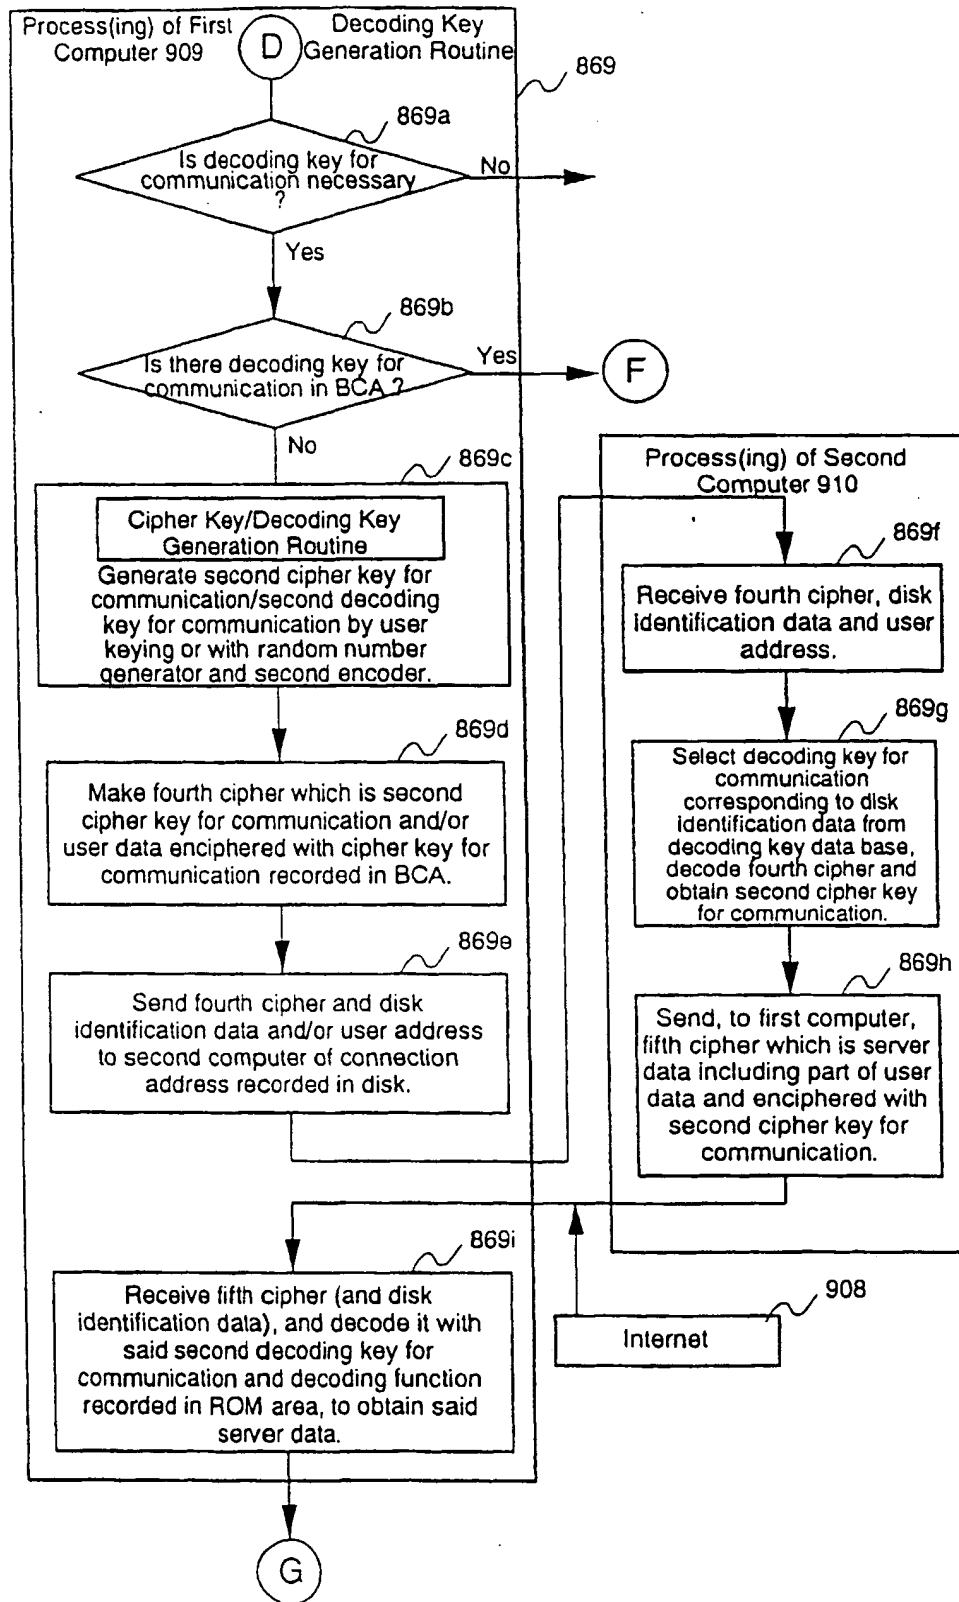 Process(ing) of First
Computer 909
D
Decoding Key
Generation Routine
869
869a
Is decoding key for
communication necessary
?
No
Yes
869b
Is there decoding key for
communication in BCA ?
Yes
F
No
869c
Cipher Key/Decoding Key
Generation Routine
Generate second cipher key for
communication/second decoding
key for communication by user
keying or with random number
generator and second encoder.
869d
Make fourth cipher which is second
cipher key for communication and/or
user data enciphered with cipher key for
communication recorded in BCA.
869e
Send fourth cipher and disk
identification data and/or user address
to second computer of connection
address recorded in disk.
Process(ing) of Second
Computer 910
869f
Receive fourth cipher, disk
identification data and user
address.
869g
Select decoding key for
communication
corresponding to disk
identification data from
decoding key data base,
decode fourth cipher and
obtain second cipher key
for communication.
869h
Send, to first computer,
fifth cipher which is server
data including part of user
data and enciphered with
second cipher key for
communication.
869i
Receive fifth cipher (and disk
identification data), and decode it with
said second decoding key for
communication and decoding function
recorded in ROM area, to obtain said
server data.
908
Internet
G